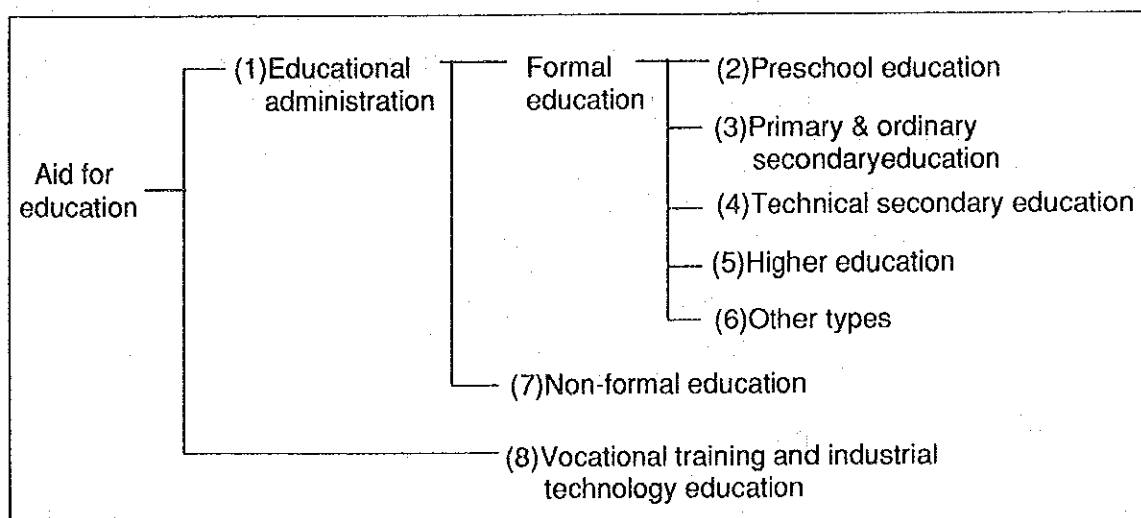 (1)Educational
administration
Formal
education
(2)Preschool education
(3)Primary & ordinary
secondaryeducation
Aid for
education
(4)Technical secondary education
(5)Higher education
(6)Other types
(7)Non-formal education
(8)Vocational training and industrial
technology education